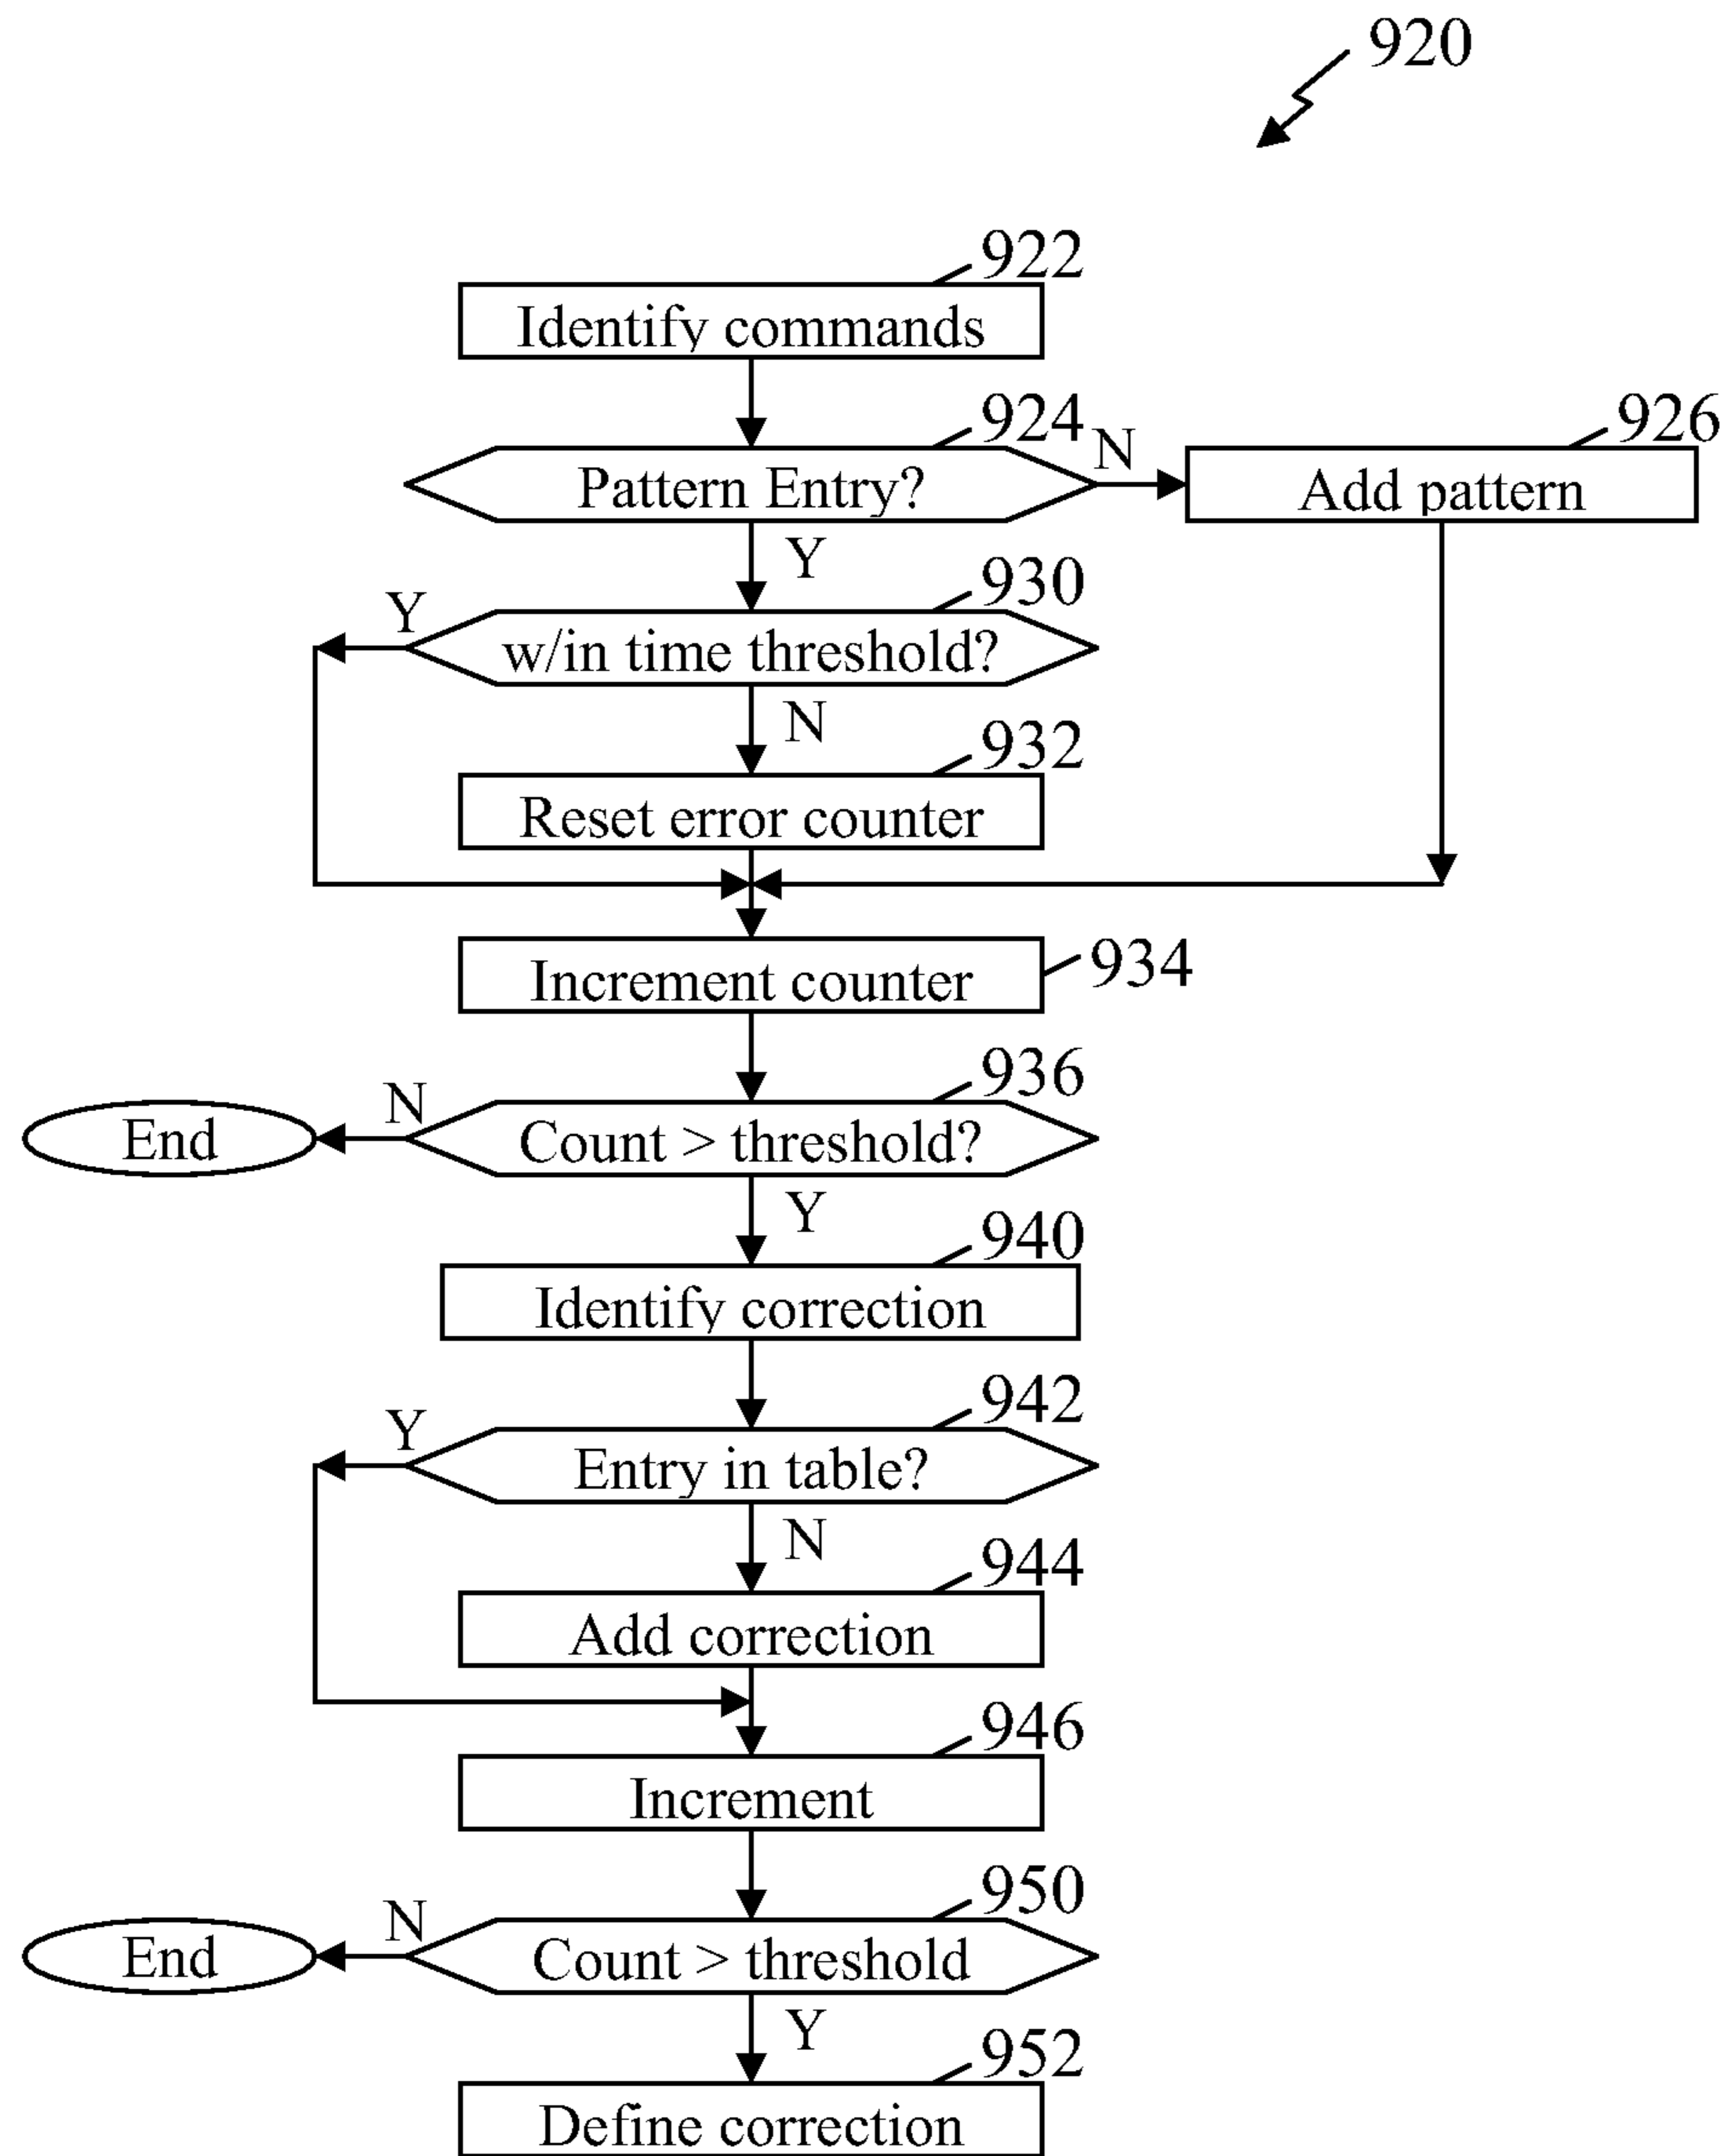 920
922
Identify commands
924
Pattern Entry?
N
926
Add pattern
Y
930
Y
w/in time threshold?
N
932
Reset error counter
Increment counter
934
936
N
End
Count > threshold?
Y
940
Identify correction
942
Y
Entry in table?
N
944
Add correction
946
Increment
950
N
End
Count > threshold
Y
952
Define correction